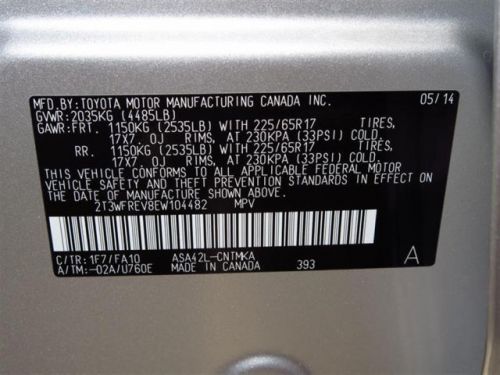 MFD.BY:TOYOTA MOTOR MANUFACTURING CANADA INC. 05/14
GVWR:2035KG (4485LB)
GAWR:FRT. 1150KG (2535LB) WITH 225/65R17 TIRES,
17X7.0J RIMS, AT 230KPA (33PSI) COLD.
RR. 1150KG (2535LB) WITH 225/65R17 TIRES,
17X7.0J RIMS, AT 230KPA (33PSI) COLD.
THIS VEHICLE CONFORMS TO ALL APPLICABLE FEDERAL MOTOR
VEHICLE SAFETY AND THEFT PREVENTION STANDARDS IN EFFECT
ON THE DATE OF MANUFACTURE SHOWN ABOVE.
2T3WFREV8EW104482 MPV
C/TR:1F7/FA10 ASA42L-CNTMKA
A/TM:-02A/U760E MADE IN CANADA 393 A